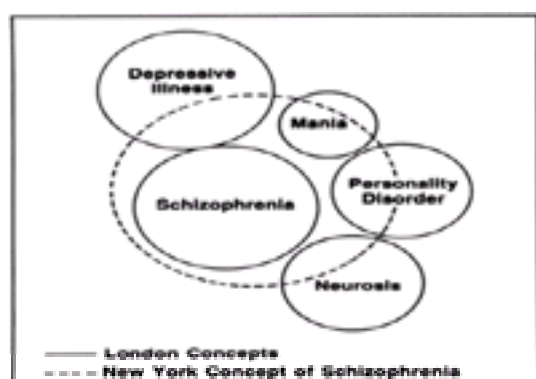 Depressive
Illness
Mania
Personality
Disorder
Schizophrenia
Neurosis
London Concepts
New York Concept of Schizophrenia